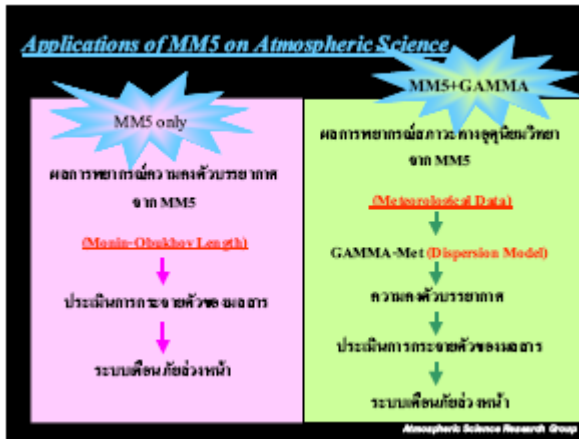 Applications of MM5 on Atmospheric Science
MM5 only
ผลการพยากรณ์ความคงตัวบรรยากาศ
จาก MM5
(Monin-Obukhov Length)
ประเมินการกระจายตัวของมลสาร
ระบบเตือนภัยล่วงหน้า
MM5+GAMMA
ผลการพยากรณ์สภาวะทางอุตุนิยมวิทยา
จาก MM5
(Meteorological Data)
GAMMA-Met (Dispersion Model)
ความคงตัวบรรยากาศ
ประเมินการกระจายตัวของมลสาร
ระบบเตือนภัยล่วงหน้า
Atmospheric Science Research Group